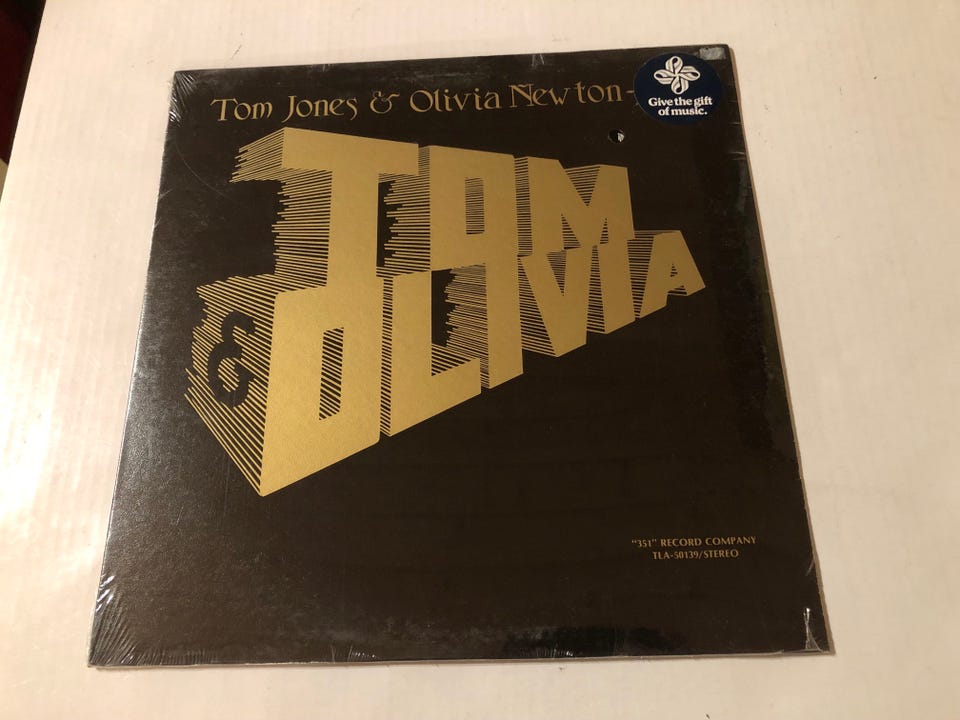 Tom Jones & Olivia Newton-
Give the gift
of music.
TOM
& OLIVIA
"351" RECORD COMPANY
TLA-50139/STEREO